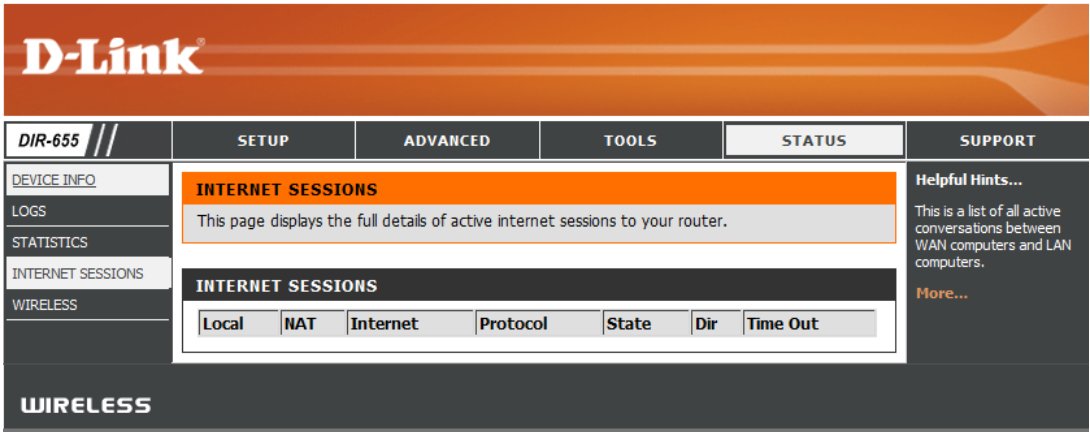 D-Link®
DIR-655
SETUP
ADVANCED
TOOLS
STATUS
SUPPORT
DEVICE INFO
LOGS
STATISTICS
INTERNET SESSIONS
WIRELESS
INTERNET SESSIONS
This page displays the full details of active internet sessions to your router.
INTERNET SESSIONS
Local NAT Internet Protocol State Dir Time Out
Helpful Hints...
This is a list of all active
conversations between
WAN computers and LAN
computers.
More...
WIRELESS